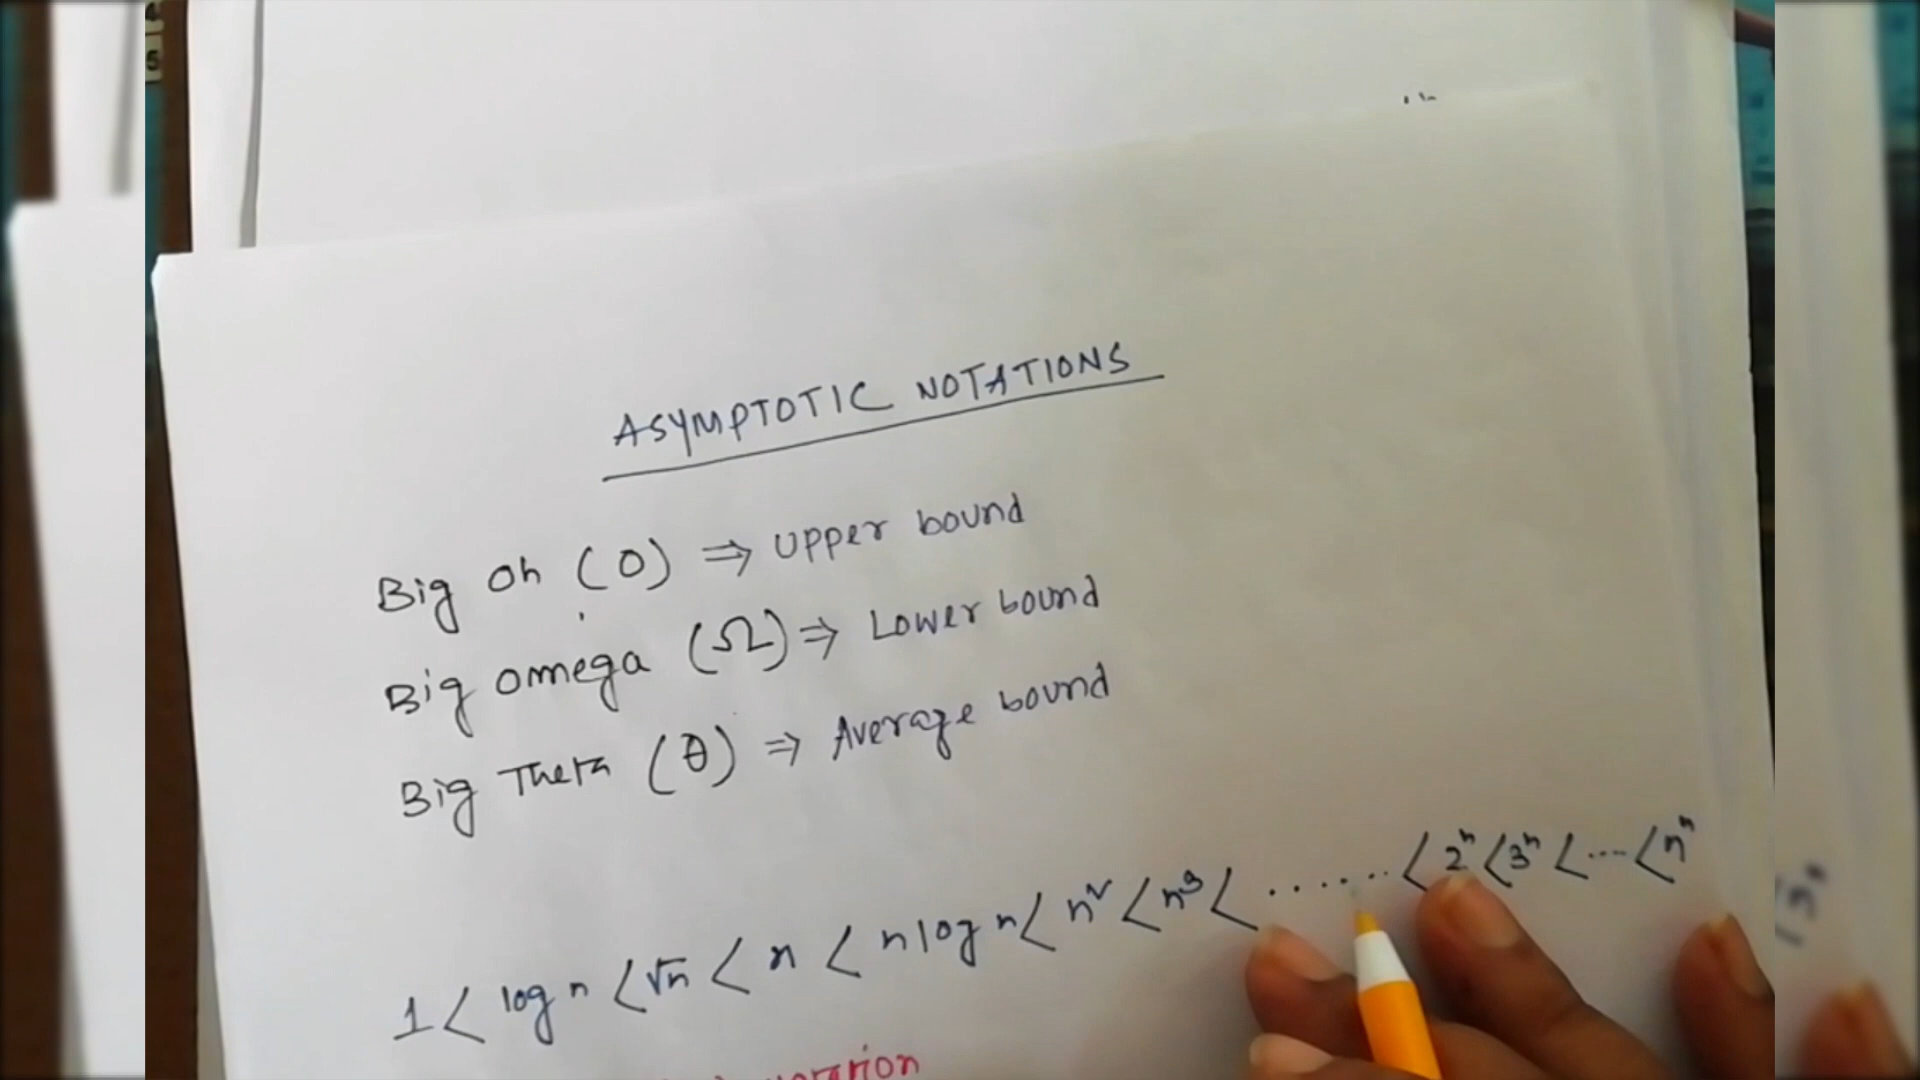 ASYMPTOTIC NOTATIONS
Big Oh (O) ⇒ Upper bound
Big omega (Ω) ⇒ Lower bound
Big Theta (θ) ⇒ Average bound
1 < log n < √n < n < n log n < n² < n³ < ....... < 2ⁿ < 3ⁿ < ... < nⁿ